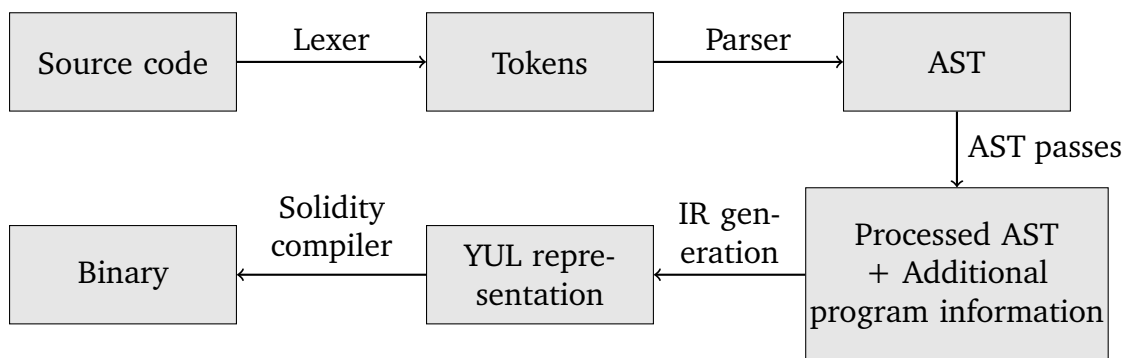 Source code
Lexer
Tokens
Parser
AST
AST passes
Processed AST
+ Additional
program information
IR gen-
eration
YUL repre-
sentation
Solidity
compiler
Binary